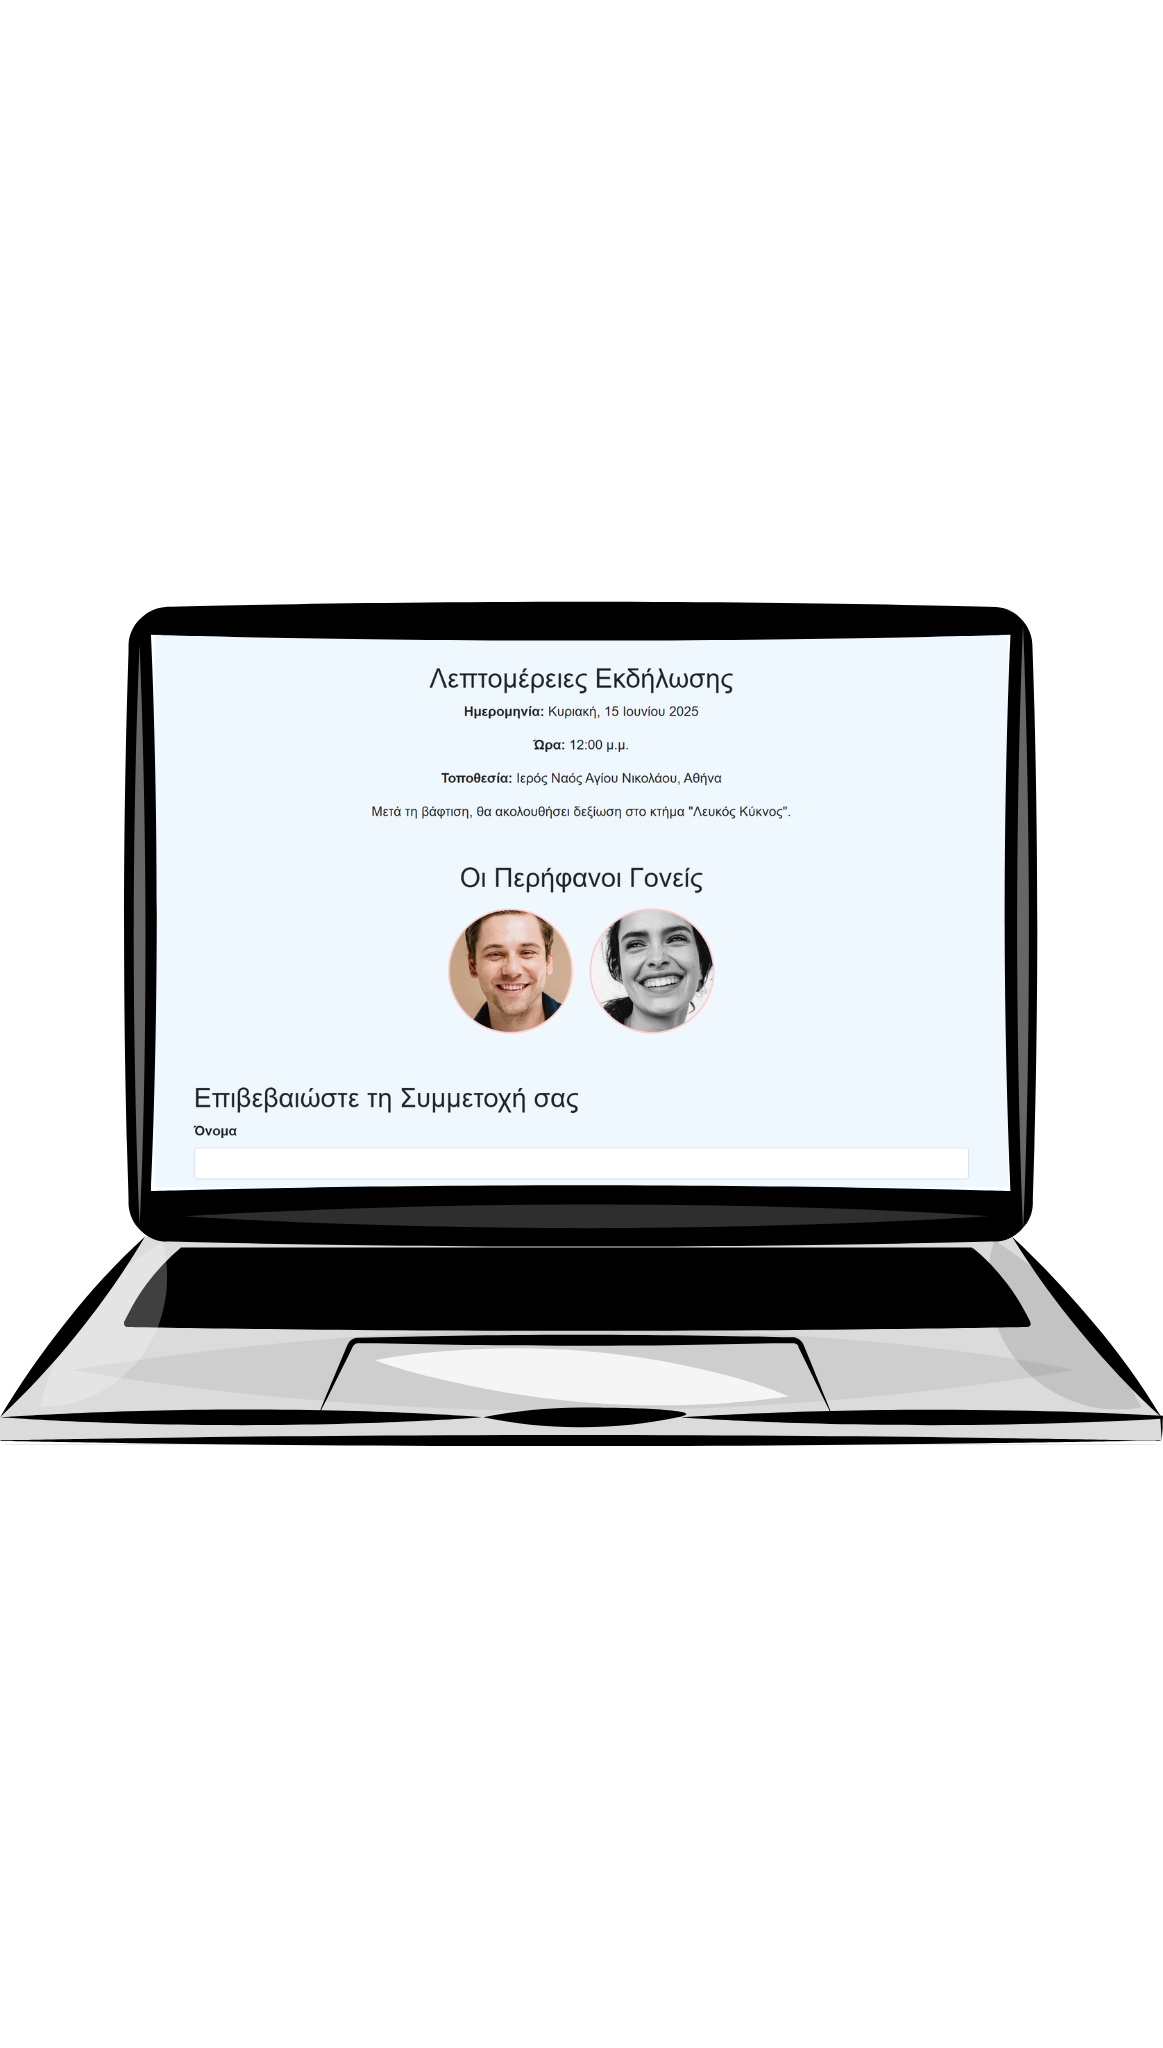 Λεπτομέρειες Εκδήλωσης
Ημερομηνία: Κυριακή, 15 Ιουνίου 2025
Ώρα: 12:00 μ.μ.
Τοποθεσία: Ιερός Ναός Αγίου Νικολάου, Αθήνα
Μετά τη βάφτιση, θα ακολουθήσει δεξίωση στο κτήμα "Λευκός Κύκνος".
Οι Περήφανοι Γονείς
Επιβεβαιώστε τη Συμμετοχή σας
Όνομα